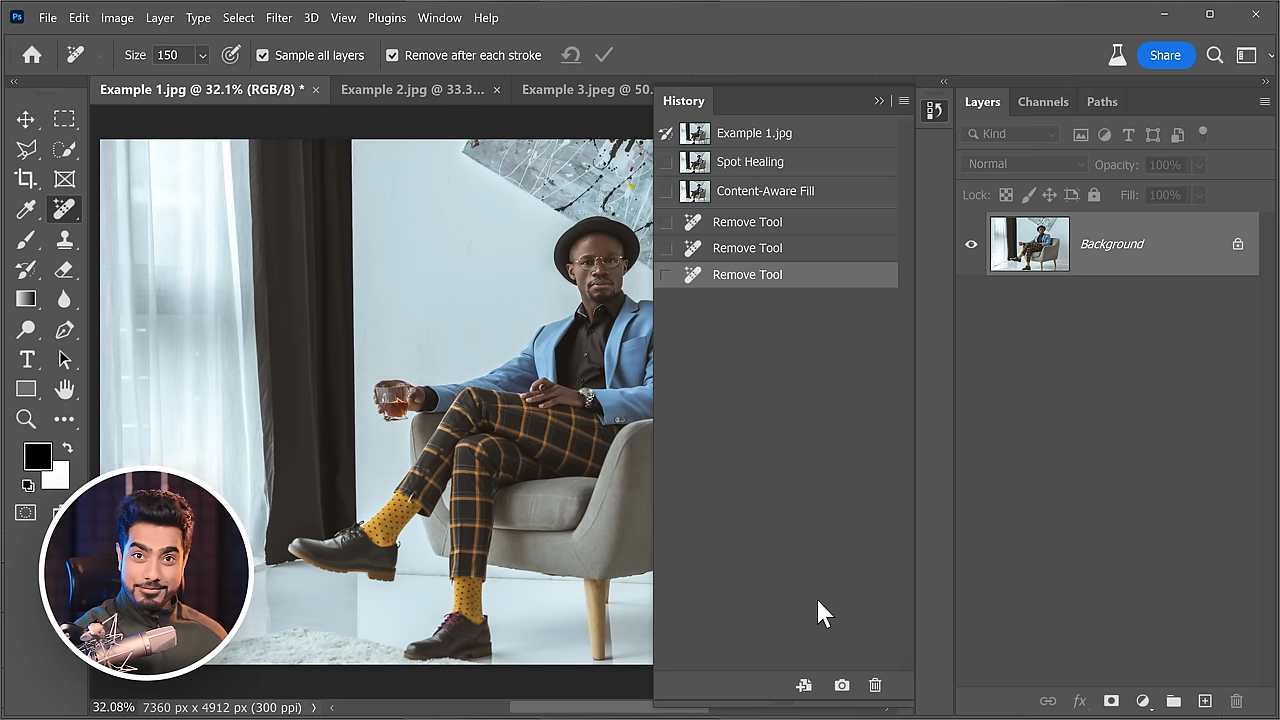 Ps File Edit Image Layer Type Select Filter 3D View Plugins Window Help
Size 150 Sample all layers Remove after each stroke Share
Example 1.jpg @ 32.1% (RGB/8) * × Example 2.jpg @ 33.3... × Example 3.jpeg @ 50.
History
Example 1.jpg
Spot Healing
Content-Aware Fill
Remove Tool
Remove Tool
Remove Tool
Layers Channels Paths
Kind
Normal Opacity: 100%
Lock: Fill: 100%
Background
fx
32.08% 7360 px x 4912 px (300 ppi)